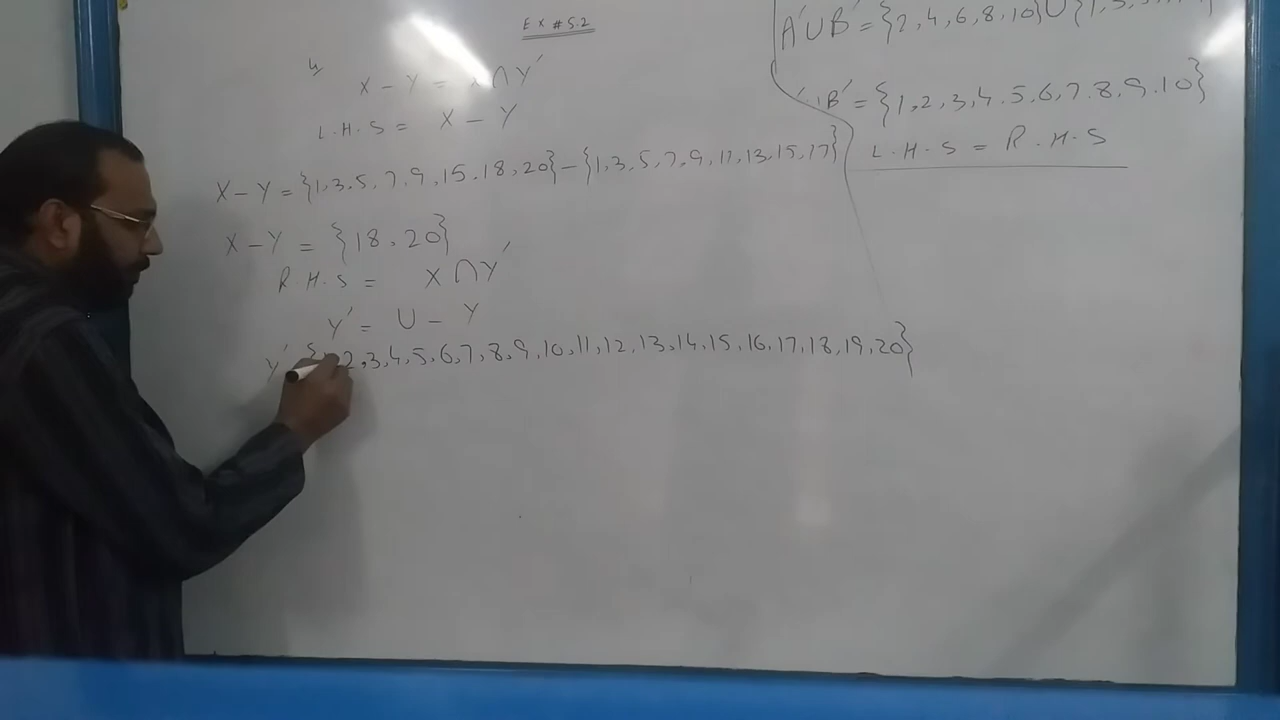 Ex # 5.2
4)
X - Y = ∩ Y'
L.H.S = X - Y
X - Y = {1,3,5,7,9,15,18,20} - {1,3,5,7,9,11,13,15,17}
X - Y = {18,20}
R.H.S = X ∩ Y'
Y' = U - Y
Y' {2,3,4,5,6,7,8,9,10,11,12,13,14,15,16,17,18,19,20}
A'UB' = {2,4,6,8,10}U{1,
B' = {1,2,3,4,5,6,7,8,9,10}
L.H.S = R.H.S